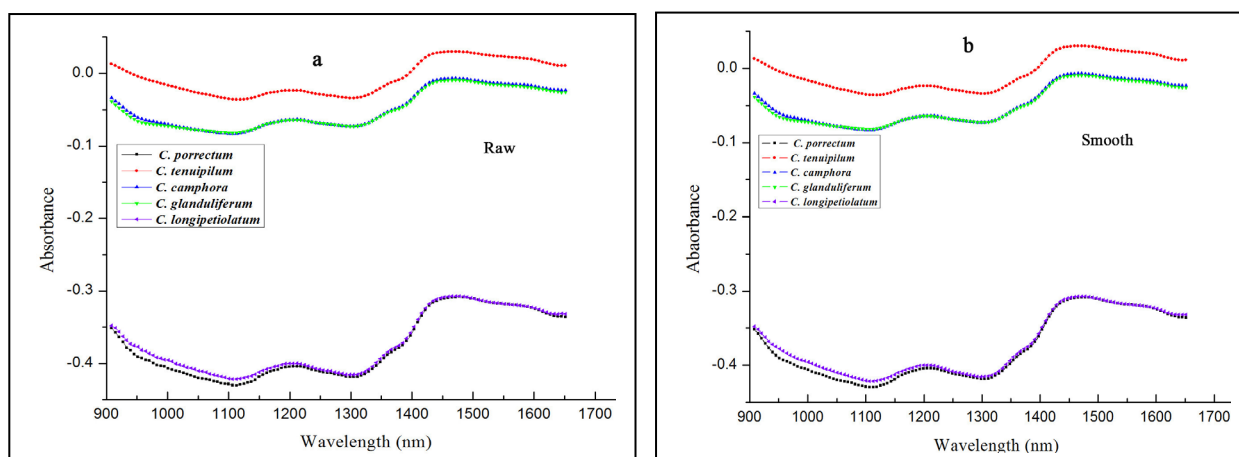 a
0.0
-0.1
-0.2
-0.3
-0.4
Absorbance
C. porrectum
C. tenuipilum
C. camphora
C. glanduliferum
C. longipetiolatum
Raw
900 1000 1100 1200 1300 1400 1500 1600 1700
Wavelength (nm)
b
0.0
-0.1
-0.2
-0.3
-0.4
Abaorbance
C. porrectum
C. tenuipilum
C. camphora
C. glanduliferum
C. longipetiolatum
Smooth
900 1000 1100 1200 1300 1400 1500 1600 1700
Wavelength (nm)